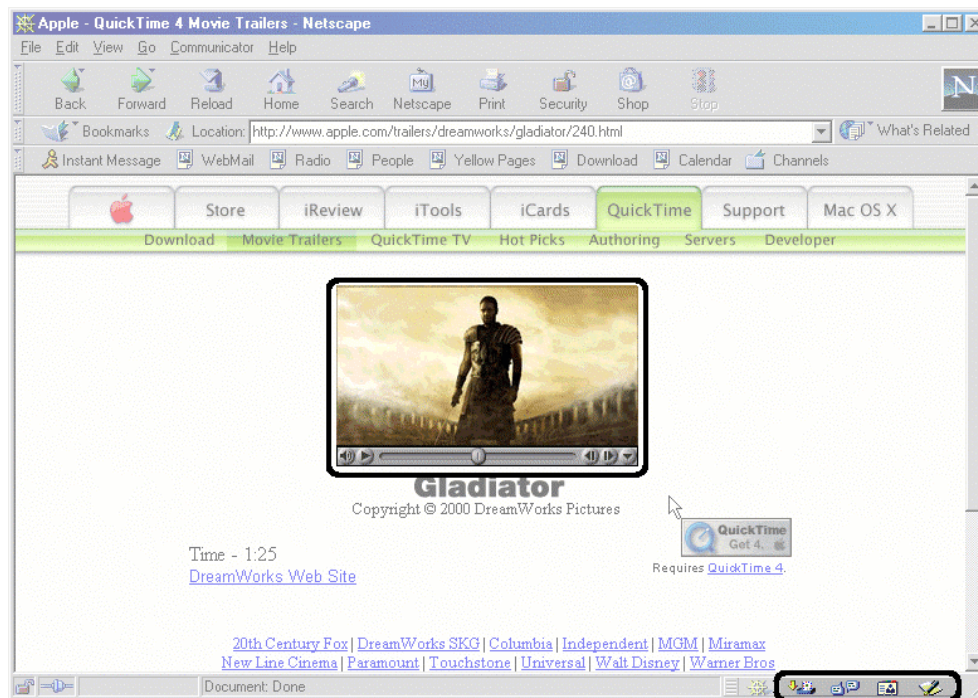 Apple - QuickTime 4 Movie Trailers - Netscape
File Edit View Go Communicator Help
My
N
Back Forward Reload Home Search Netscape Print Security Shop Stop
Bookmarks Location: http://www.apple.com/trailers/dreamworks/gladiator/240.html What's Related
Instant Message WebMail Radio People Yellow Pages Download Calendar Channels
Store iReview iTools iCards QuickTime Support Mac OS X
Download Movie Trailers QuickTime TV Hot Picks Authoring Servers Developer
Gladiator
Copyright © 2000 DreamWorks Pictures
QuickTime
Get 4.
Time - 1:25
Requires QuickTime 4.
DreamWorks Web Site
20th Century Fox | DreamWorks SKG | Columbia | Independent | MGM | Miramax
New Line Cinema | Paramount | Touchstone | Universal | Walt Disney | Warner Bros
Document: Done